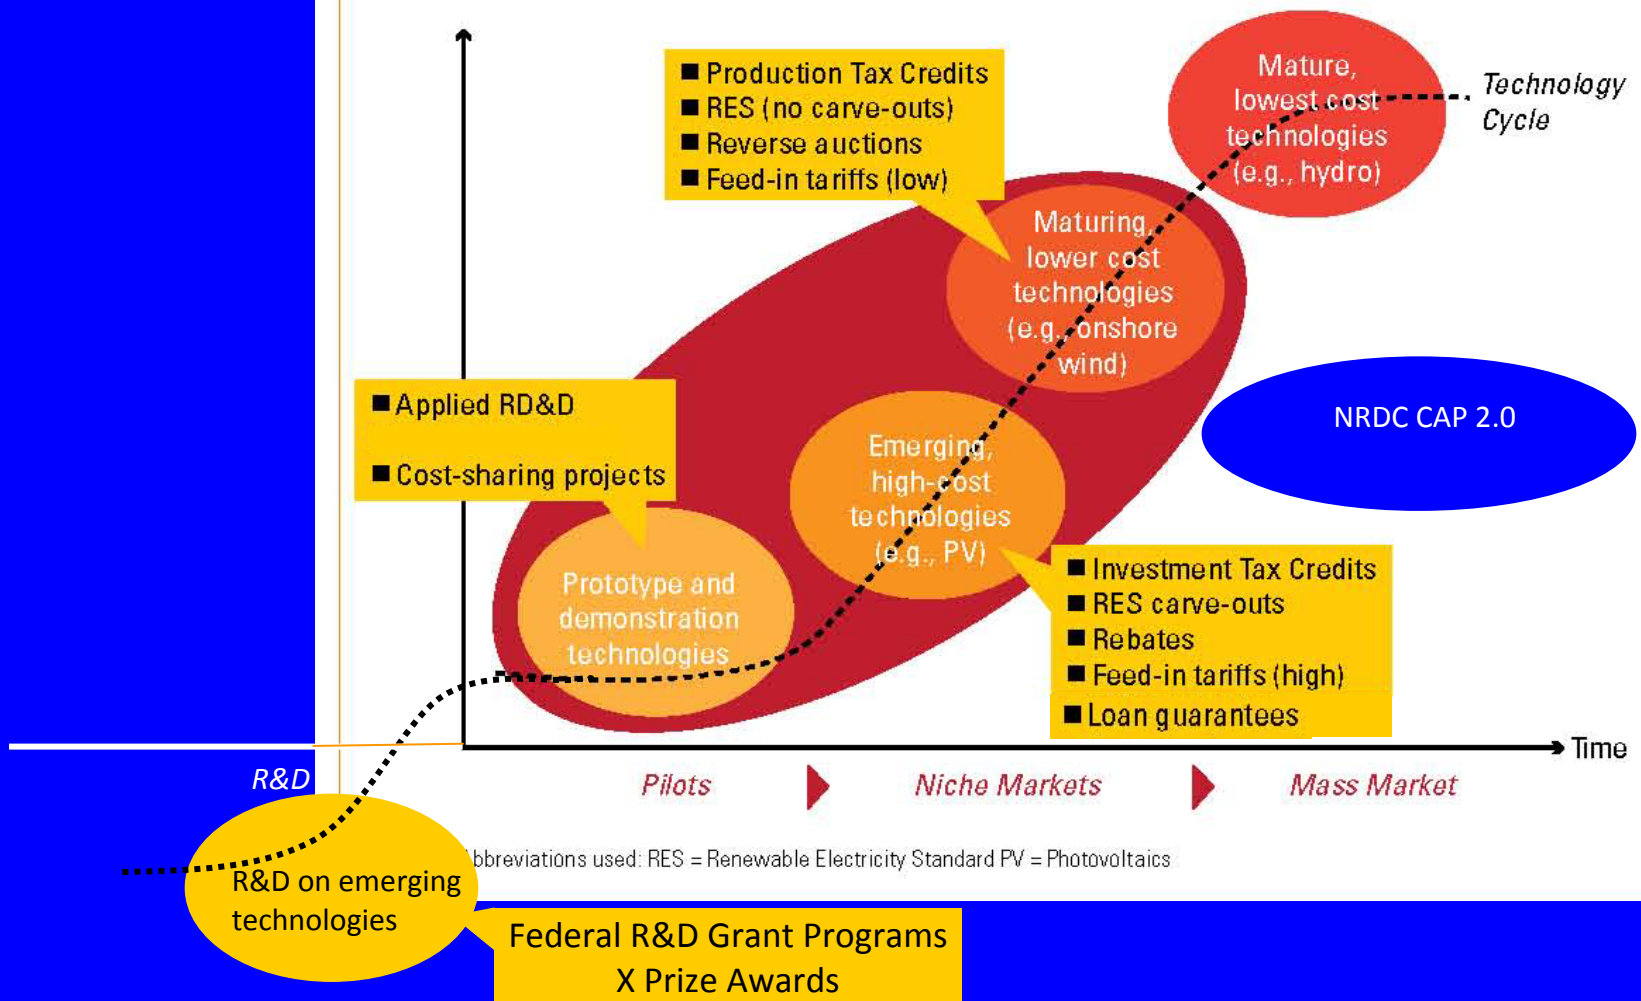 ■ Production Tax Credits
■ RES (no carve-outs)
■ Reverse auctions
■ Feed-in tariffs (low)
Mature,
lowest cost
technologies
(e.g., hydro)
Technology
Cycle
Maturing,
lower cost
technologies
(e.g., onshore
wind)
■ Applied RD&D
■ Cost-sharing projects
NRDC CAP 2.0
Emerging,
high-cost
technologies
(e.g., PV)
Prototype and
demonstration
technologies
■ Investment Tax Credits
■ RES carve-outs
■ Rebates
■ Feed-in tariffs (high)
■ Loan guarantees
Time
R&D
Pilots
Niche Markets
Mass Market
bbreviations used: RES = Renewable Electricity Standard PV = Photovoltaics
R&D on emerging
technologies
Federal R&D Grant Programs
X Prize Awards